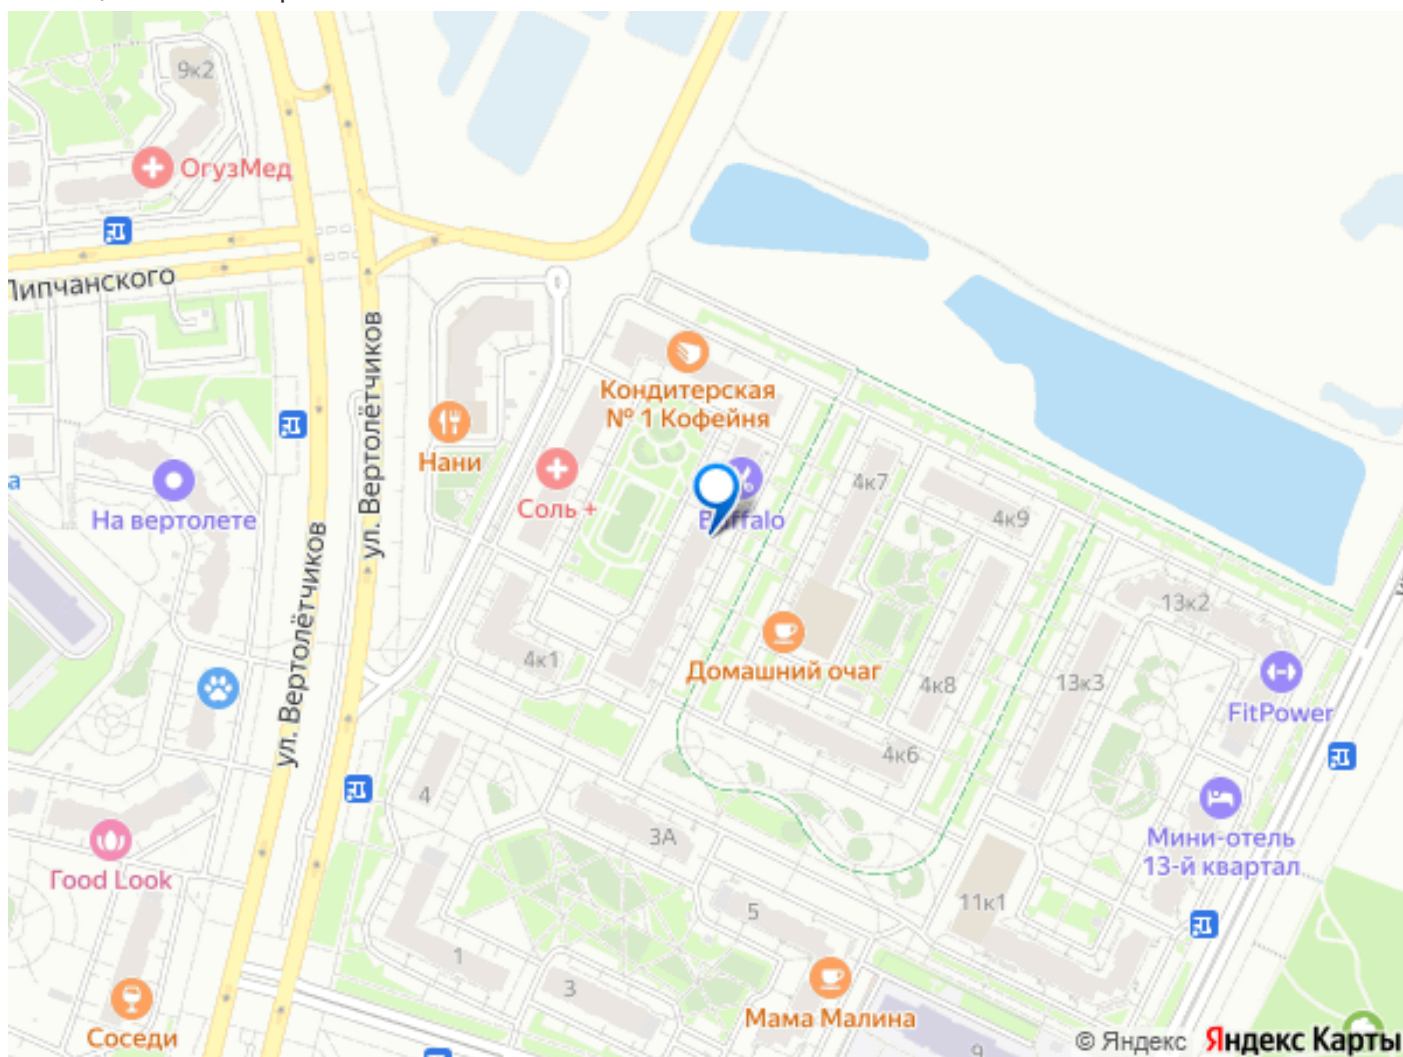 9к2
ОгузМед
Липчанского
ул. Вертолётчиков
Кондитерская
№ 1 Кофейня
Нани
Соль +
Buffalo
4к7
4к9
а
На вертолете
ул. Вертолётчиков
4к1
Домашний очаг
4к8
13к2
13к3
FitPower
4к6
4
3А
Мини-отель
13-й квартал
Food Look
5
11к1
1
3
Мама Малина
Соседи
9
© Яндекс Яндекс Карты